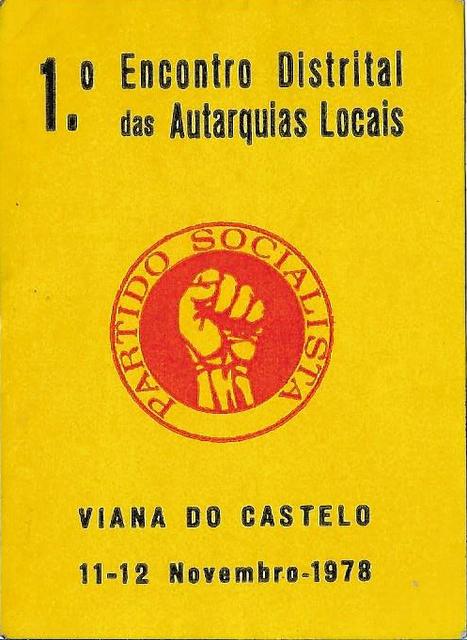 1.º Encontro Distrital
das Autarquias Locais
PARTIDO SOCIALISTA
VIANA DO CASTELO
11-12 Novembro-1978